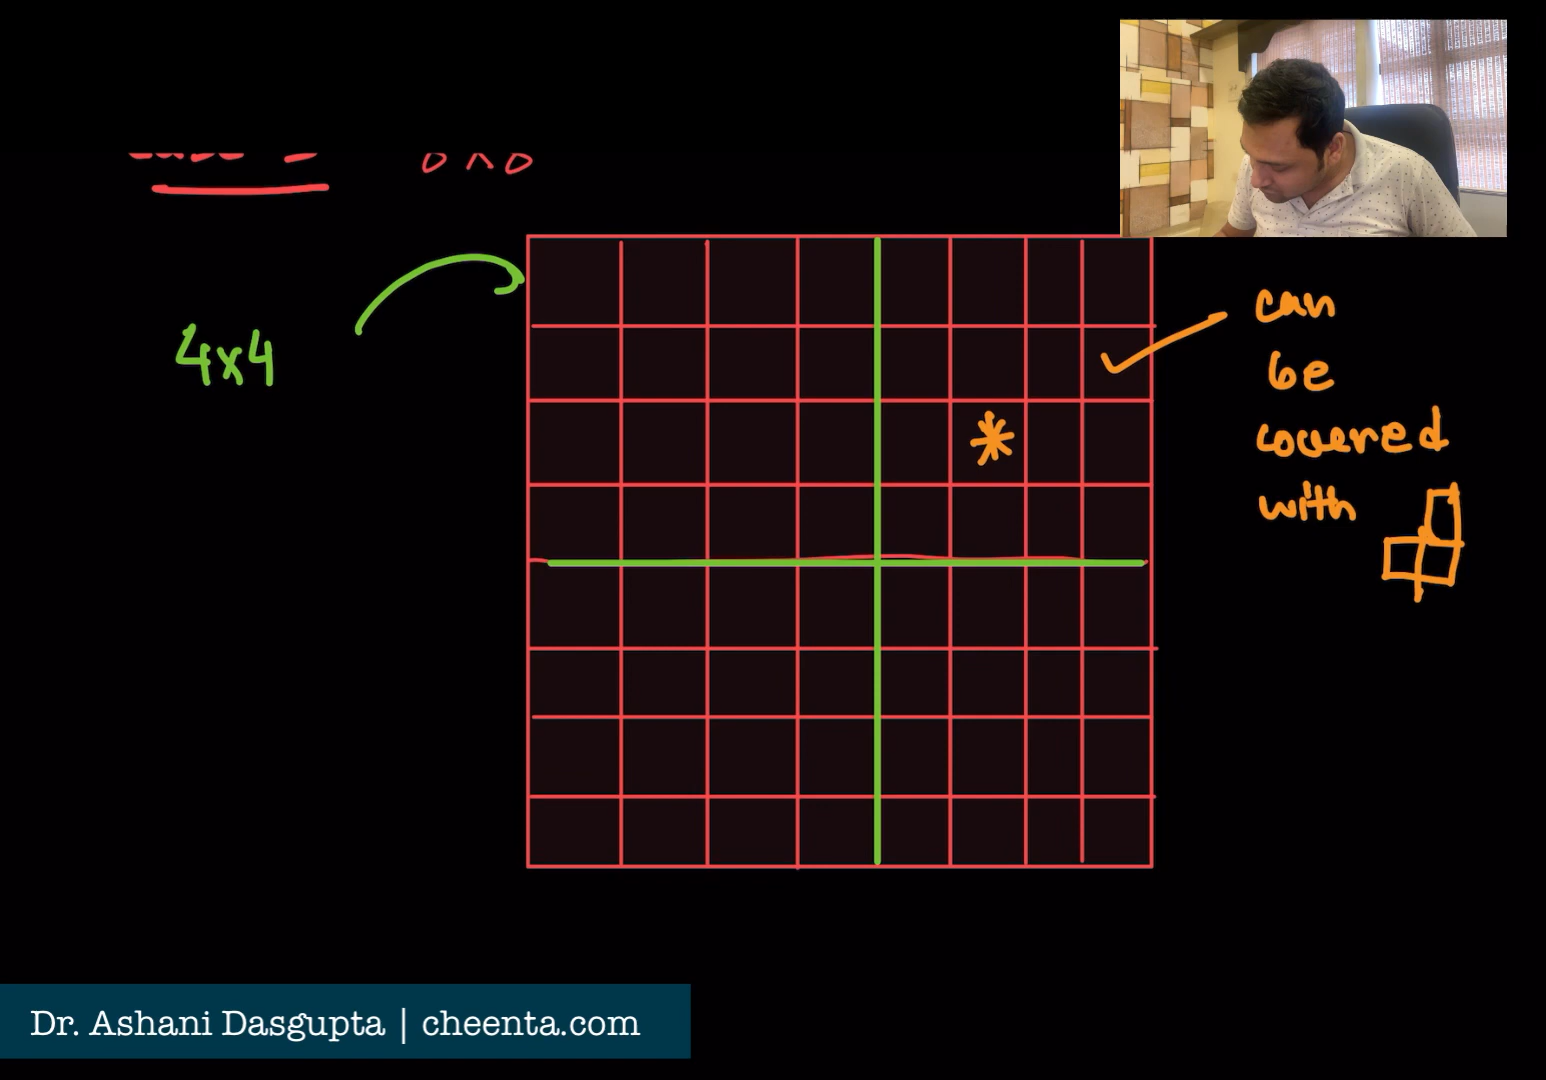 4x4
can
be
covered
with
Dr. Ashani Dasgupta | cheenta.com